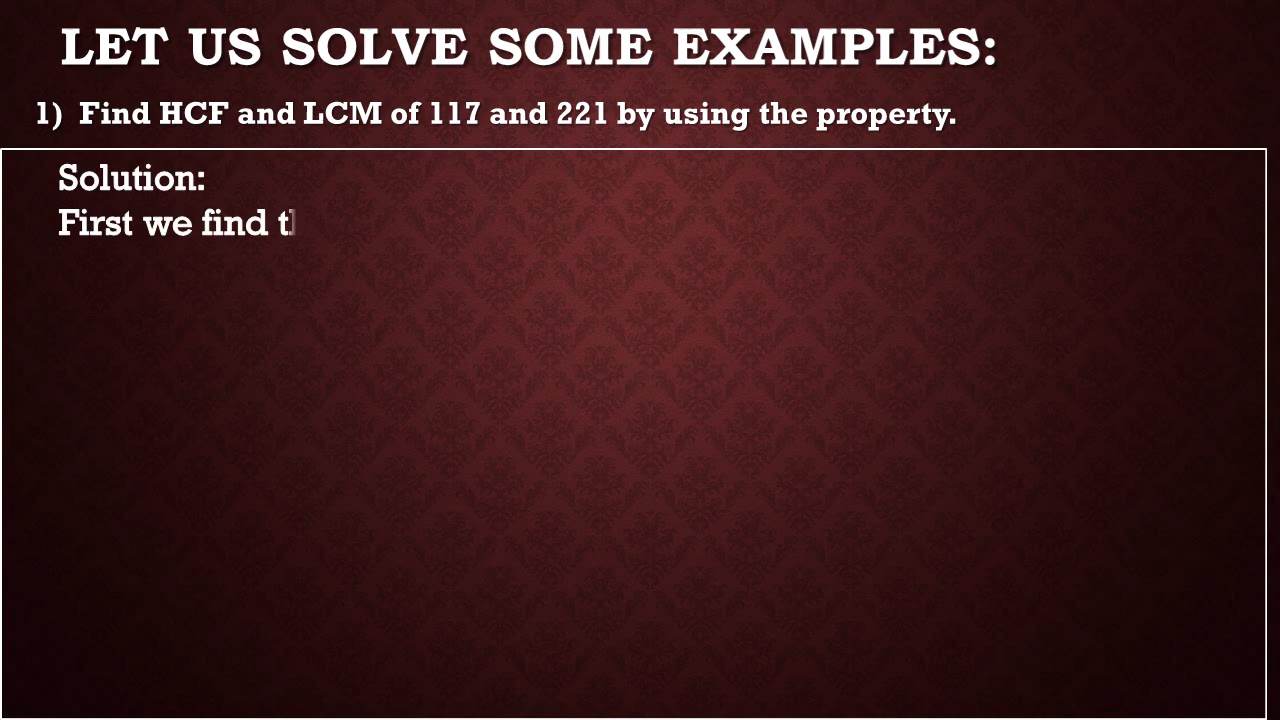 LET US SOLVE SOME EXAMPLES:
1) Find HCF and LCM of 117 and 221 by using the property.
Solution:
First we find t